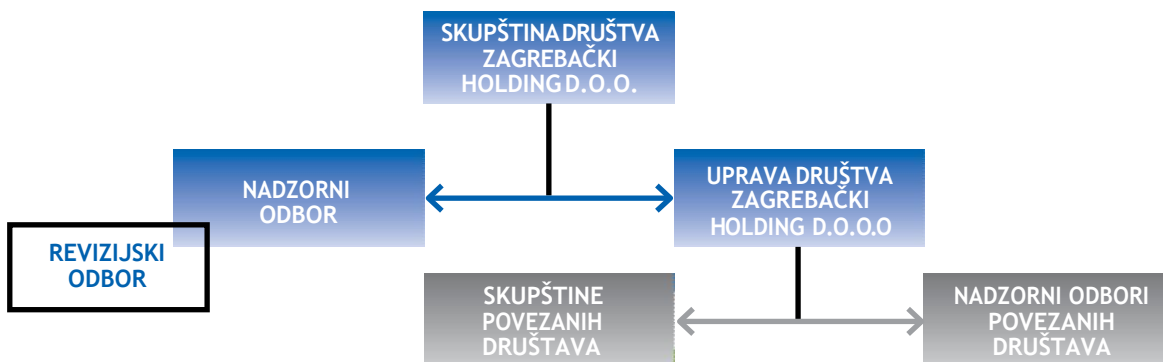 SKUPŠTINA DRUŠTVA
ZAGREBAČKI
HOLDING D.O.O.
NADZORNI
ODBOR
UPRAVA DRUŠTVA
ZAGREBAČKI
HOLDING D.O.O.O
REVIZIJSKI
ODBOR
SKUPŠTINE
POVEZANIH
DRUŠTAVA
NADZORNI ODBORI
POVEZANIH
DRUŠTAVA